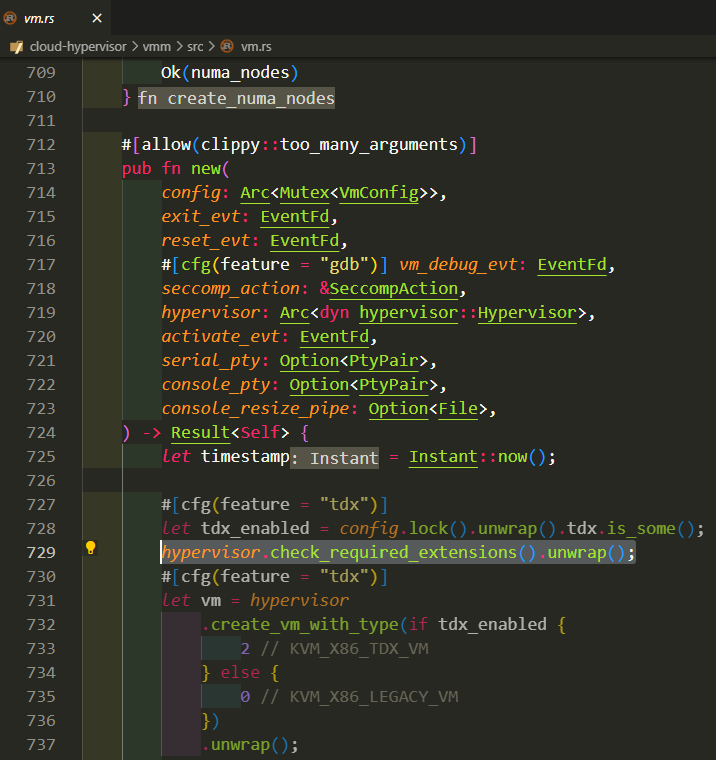 vm.rs ×
cloud-hypervisor > vmm > src > vm.rs
709 Ok(numa_nodes)
710 } fn create_numa_nodes
711
712 #[allow(clippy::too_many_arguments)]
713 pub fn new(
714 config: Arc<Mutex<VmConfig>>,
715 exit_evt: EventFd,
716 reset_evt: EventFd,
717 #[cfg(feature = "gdb")] vm_debug_evt: EventFd,
718 seccomp_action: &SeccompAction,
719 hypervisor: Arc<dyn hypervisor::Hypervisor>,
720 activate_evt: EventFd,
721 serial_pty: Option<PtyPair>,
722 console_pty: Option<PtyPair>,
723 console_resize_pipe: Option<File>,
724 ) -> Result<Self> {
725 let timestamp: Instant = Instant::now();
726
727 #[cfg(feature = "tdx")]
728 let tdx_enabled = config.lock().unwrap().tdx.is_some();
729 hypervisor.check_required_extensions().unwrap();
730 #[cfg(feature = "tdx")]
731 let vm = hypervisor
732 .create_vm_with_type(if tdx_enabled {
733 2 // KVM_X86_TDX_VM
734 } else {
735 0 // KVM_X86_LEGACY_VM
736 })
737 .unwrap();